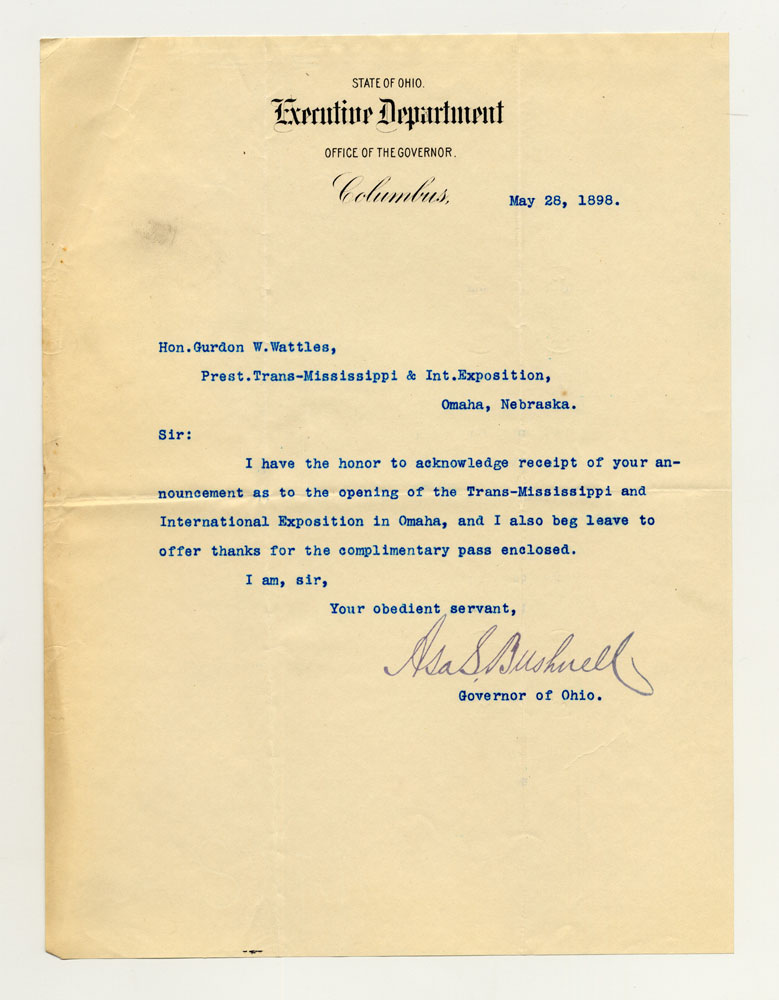 STATE OF OHIO.
Executive Department
OFFICE OF THE GOVERNOR.
Columbus, May 28, 1898.
Hon.Gurdon W.Wattles,
Prest.Trans-Mississippi & Int.Exposition,
Omaha, Nebraska.
Sir:
I have the honor to acknowledge receipt of your an-
nouncement as to the opening of the Trans-Mississippi and
International Exposition in Omaha, and I also beg leave to
offer thanks for the complimentary pass enclosed.
I am, sir,
Your obedient servant,
Asa S. Bushnell
Governor of Ohio.